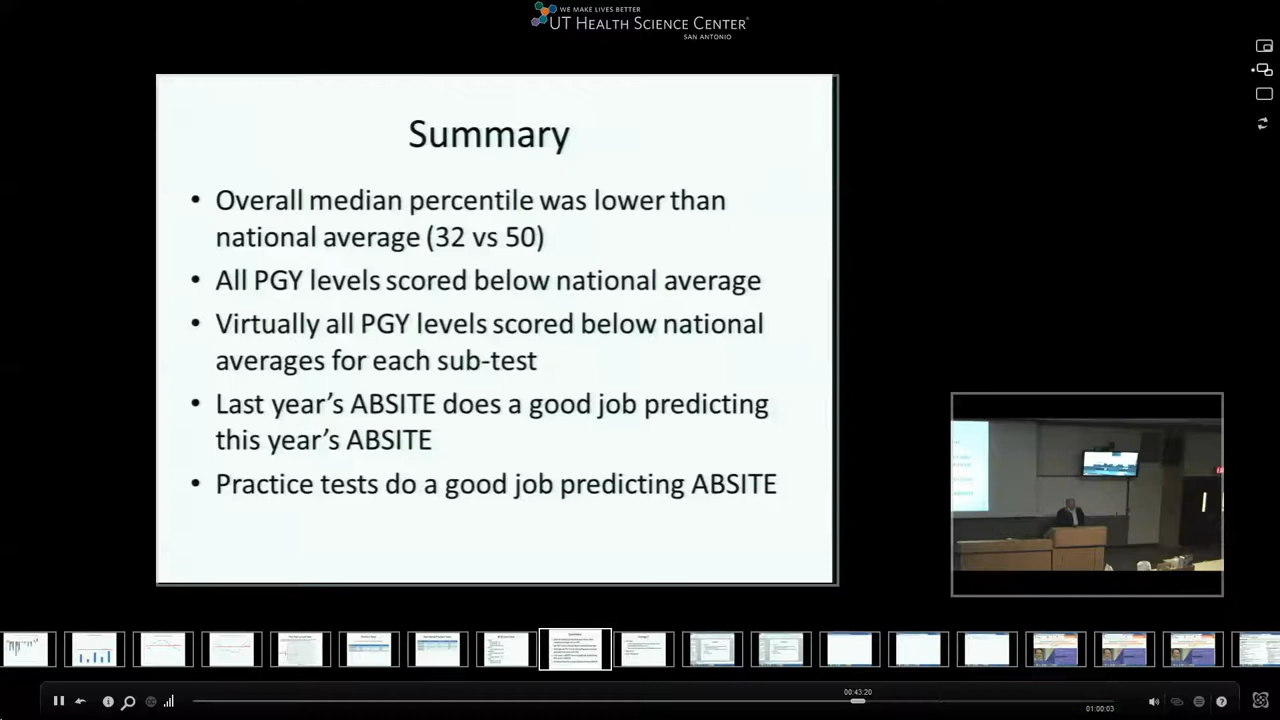 WE MAKE LIVES BETTER
UT HEALTH SCIENCE CENTER®
SAN ANTONIO
Summary
• Overall median percentile was lower than
national average (32 vs 50)
• All PGY levels scored below national average
• Virtually all PGY levels scored below national
averages for each sub-test
• Last year's ABSITE does a good job predicting
this year's ABSITE
• Practice tests do a good job predicting ABSITE
00:43:20
01:00:03